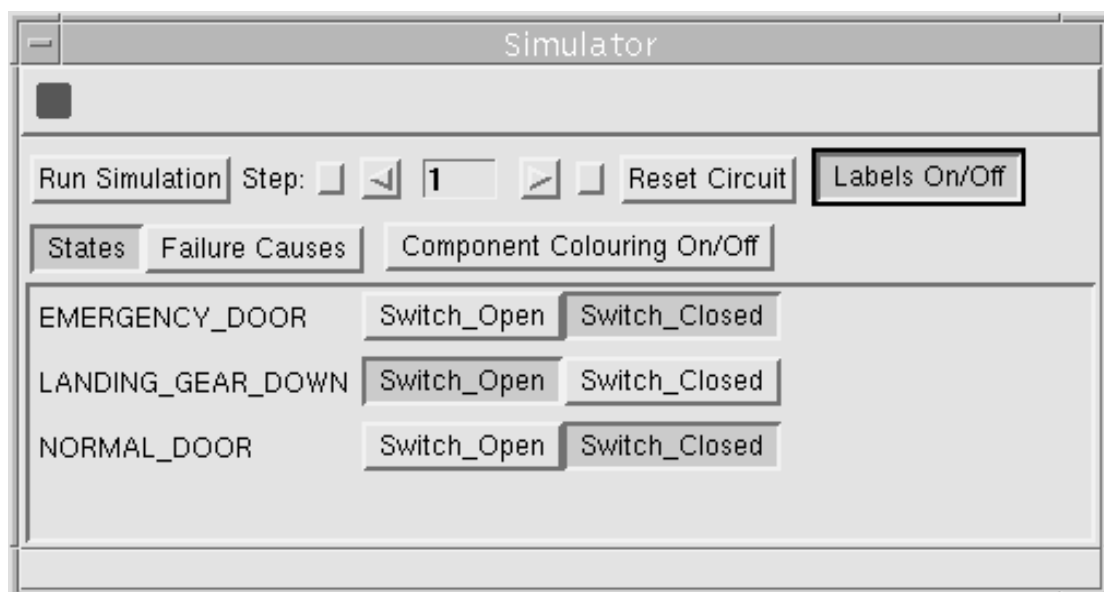 Simulator
Run Simulation Step: 1 Reset Circuit Labels On/Off
States Failure Causes Component Colouring On/Off
EMERGENCY_DOOR Switch_Open Switch_Closed
LANDING_GEAR_DOWN Switch_Open Switch_Closed
NORMAL_DOOR Switch_Open Switch_Closed